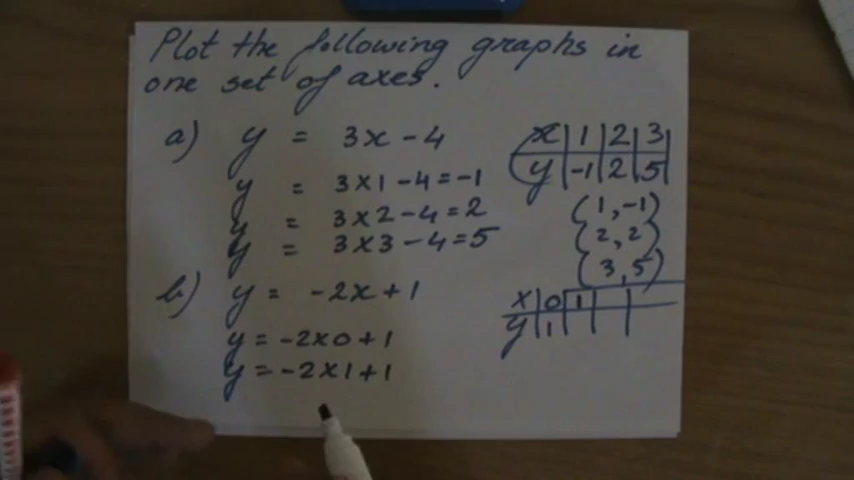 Plot the following graphs in
one set of axes.
a) y = 3x - 4
y = 3x1 - 4 = -1
y = 3x2 - 4 = 2
y = 3x3 - 4 = 5
x | 1 | 2 | 3 |
y | -1 | 2 | 5 |
(1, -1)
(2, 2)
(3, 5)
b) y = -2x + 1
y = -2x0 + 1
y = -2x1 + 1
x | 0 | 1 | |
y | 1 | | |